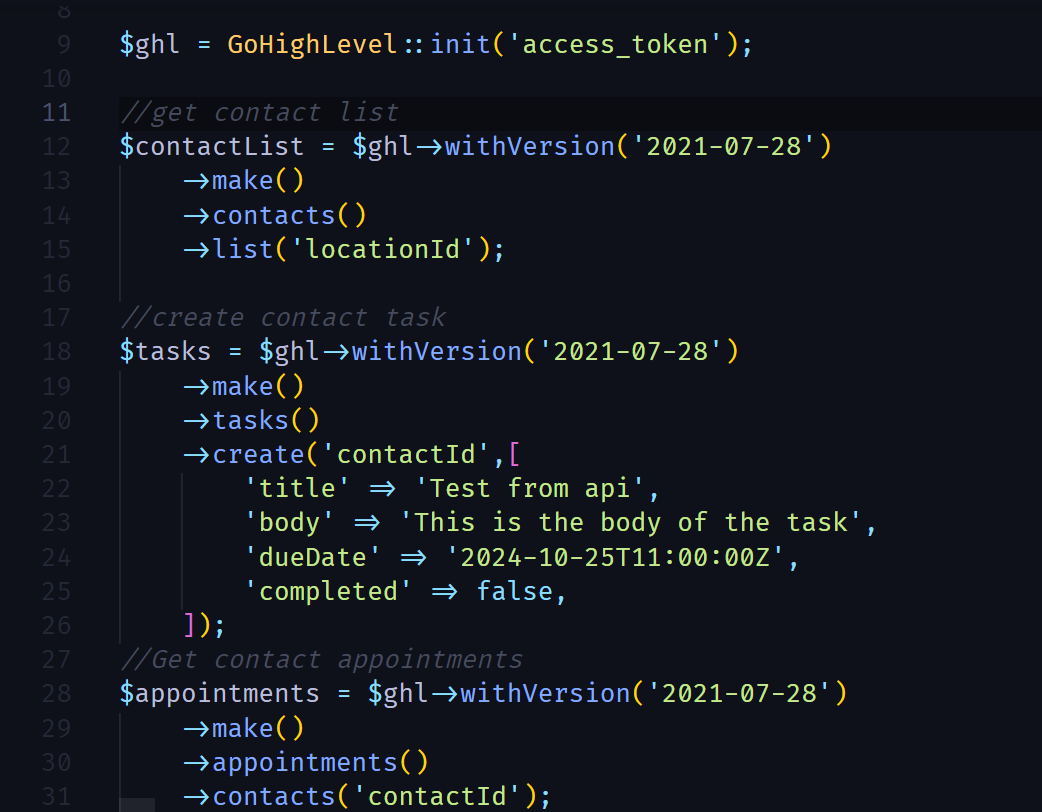 8
9 $ghl = GoHighLevel::init('access_token');
10
11 //get contact list
12 $contactList = $ghl->withVersion('2021-07-28')
13     ->make()
14     ->contacts()
15     ->list('locationId');
16
17 //create contact task
18 $tasks = $ghl->withVersion('2021-07-28')
19     ->make()
20     ->tasks()
21     ->create('contactId',[
22         'title' => 'Test from api',
23         'body' => 'This is the body of the task',
24         'dueDate' => '2024-10-25T11:00:00Z',
25         'completed' => false,
26     ]);
27 //Get contact appointments
28 $appointments = $ghl->withVersion('2021-07-28')
29     ->make()
30     ->appointments()
31     ->contacts('contactId');